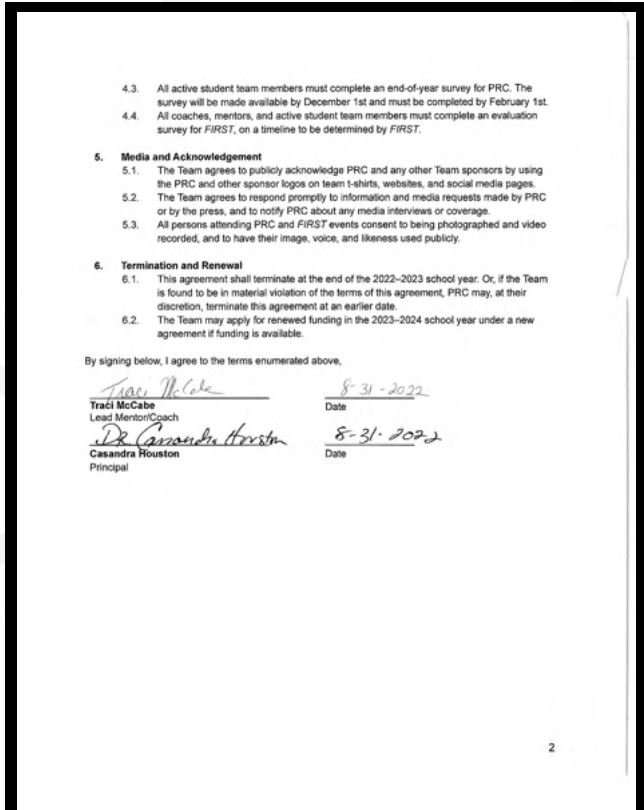 4.3. All active student team members must complete an end-of-year survey for PRC. The
survey will be made available by December 1st and must be completed by February 1st.
4.4. All coaches, mentors, and active student team members must complete an evaluation
survey for FIRST, on a timeline to be determined by FIRST.
5. Media and Acknowledgement
5.1. The Team agrees to publicly acknowledge PRC and any other Team sponsors by using
the PRC and other sponsor logos on team t-shirts, websites, and social media pages.
5.2. The Team agrees to respond promptly to information and media requests made by PRC
or by the press, and to notify PRC about any media interviews or coverage.
5.3. All persons attending PRC and FIRST events consent to being photographed and video
recorded, and to have their image, voice, and likeness used publicly.
6. Termination and Renewal
6.1. This agreement shall terminate at the end of the 2022–2023 school year. Or, if the Team
is found to be in material violation of the terms of this agreement, PRC may, at their
discretion, terminate this agreement at an earlier date.
6.2. The Team may apply for renewed funding in the 2023–2024 school year under a new
agreement if funding is available.
By signing below, I agree to the terms enumerated above,
Traci McCabe 8-31-2022
Traci McCabe Date
Lead Mentor/Coach
DR Cassandra Houston 8-31-2022
Casandra Houston Date
Principal
2